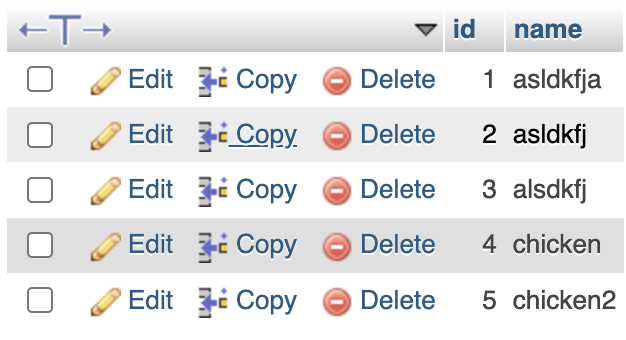 id name
Edit Copy Delete 1 asldkfja
Edit Copy Delete 2 asldkfj
Edit Copy Delete 3 alsdkfj
Edit Copy Delete 4 chicken
Edit Copy Delete 5 chicken2